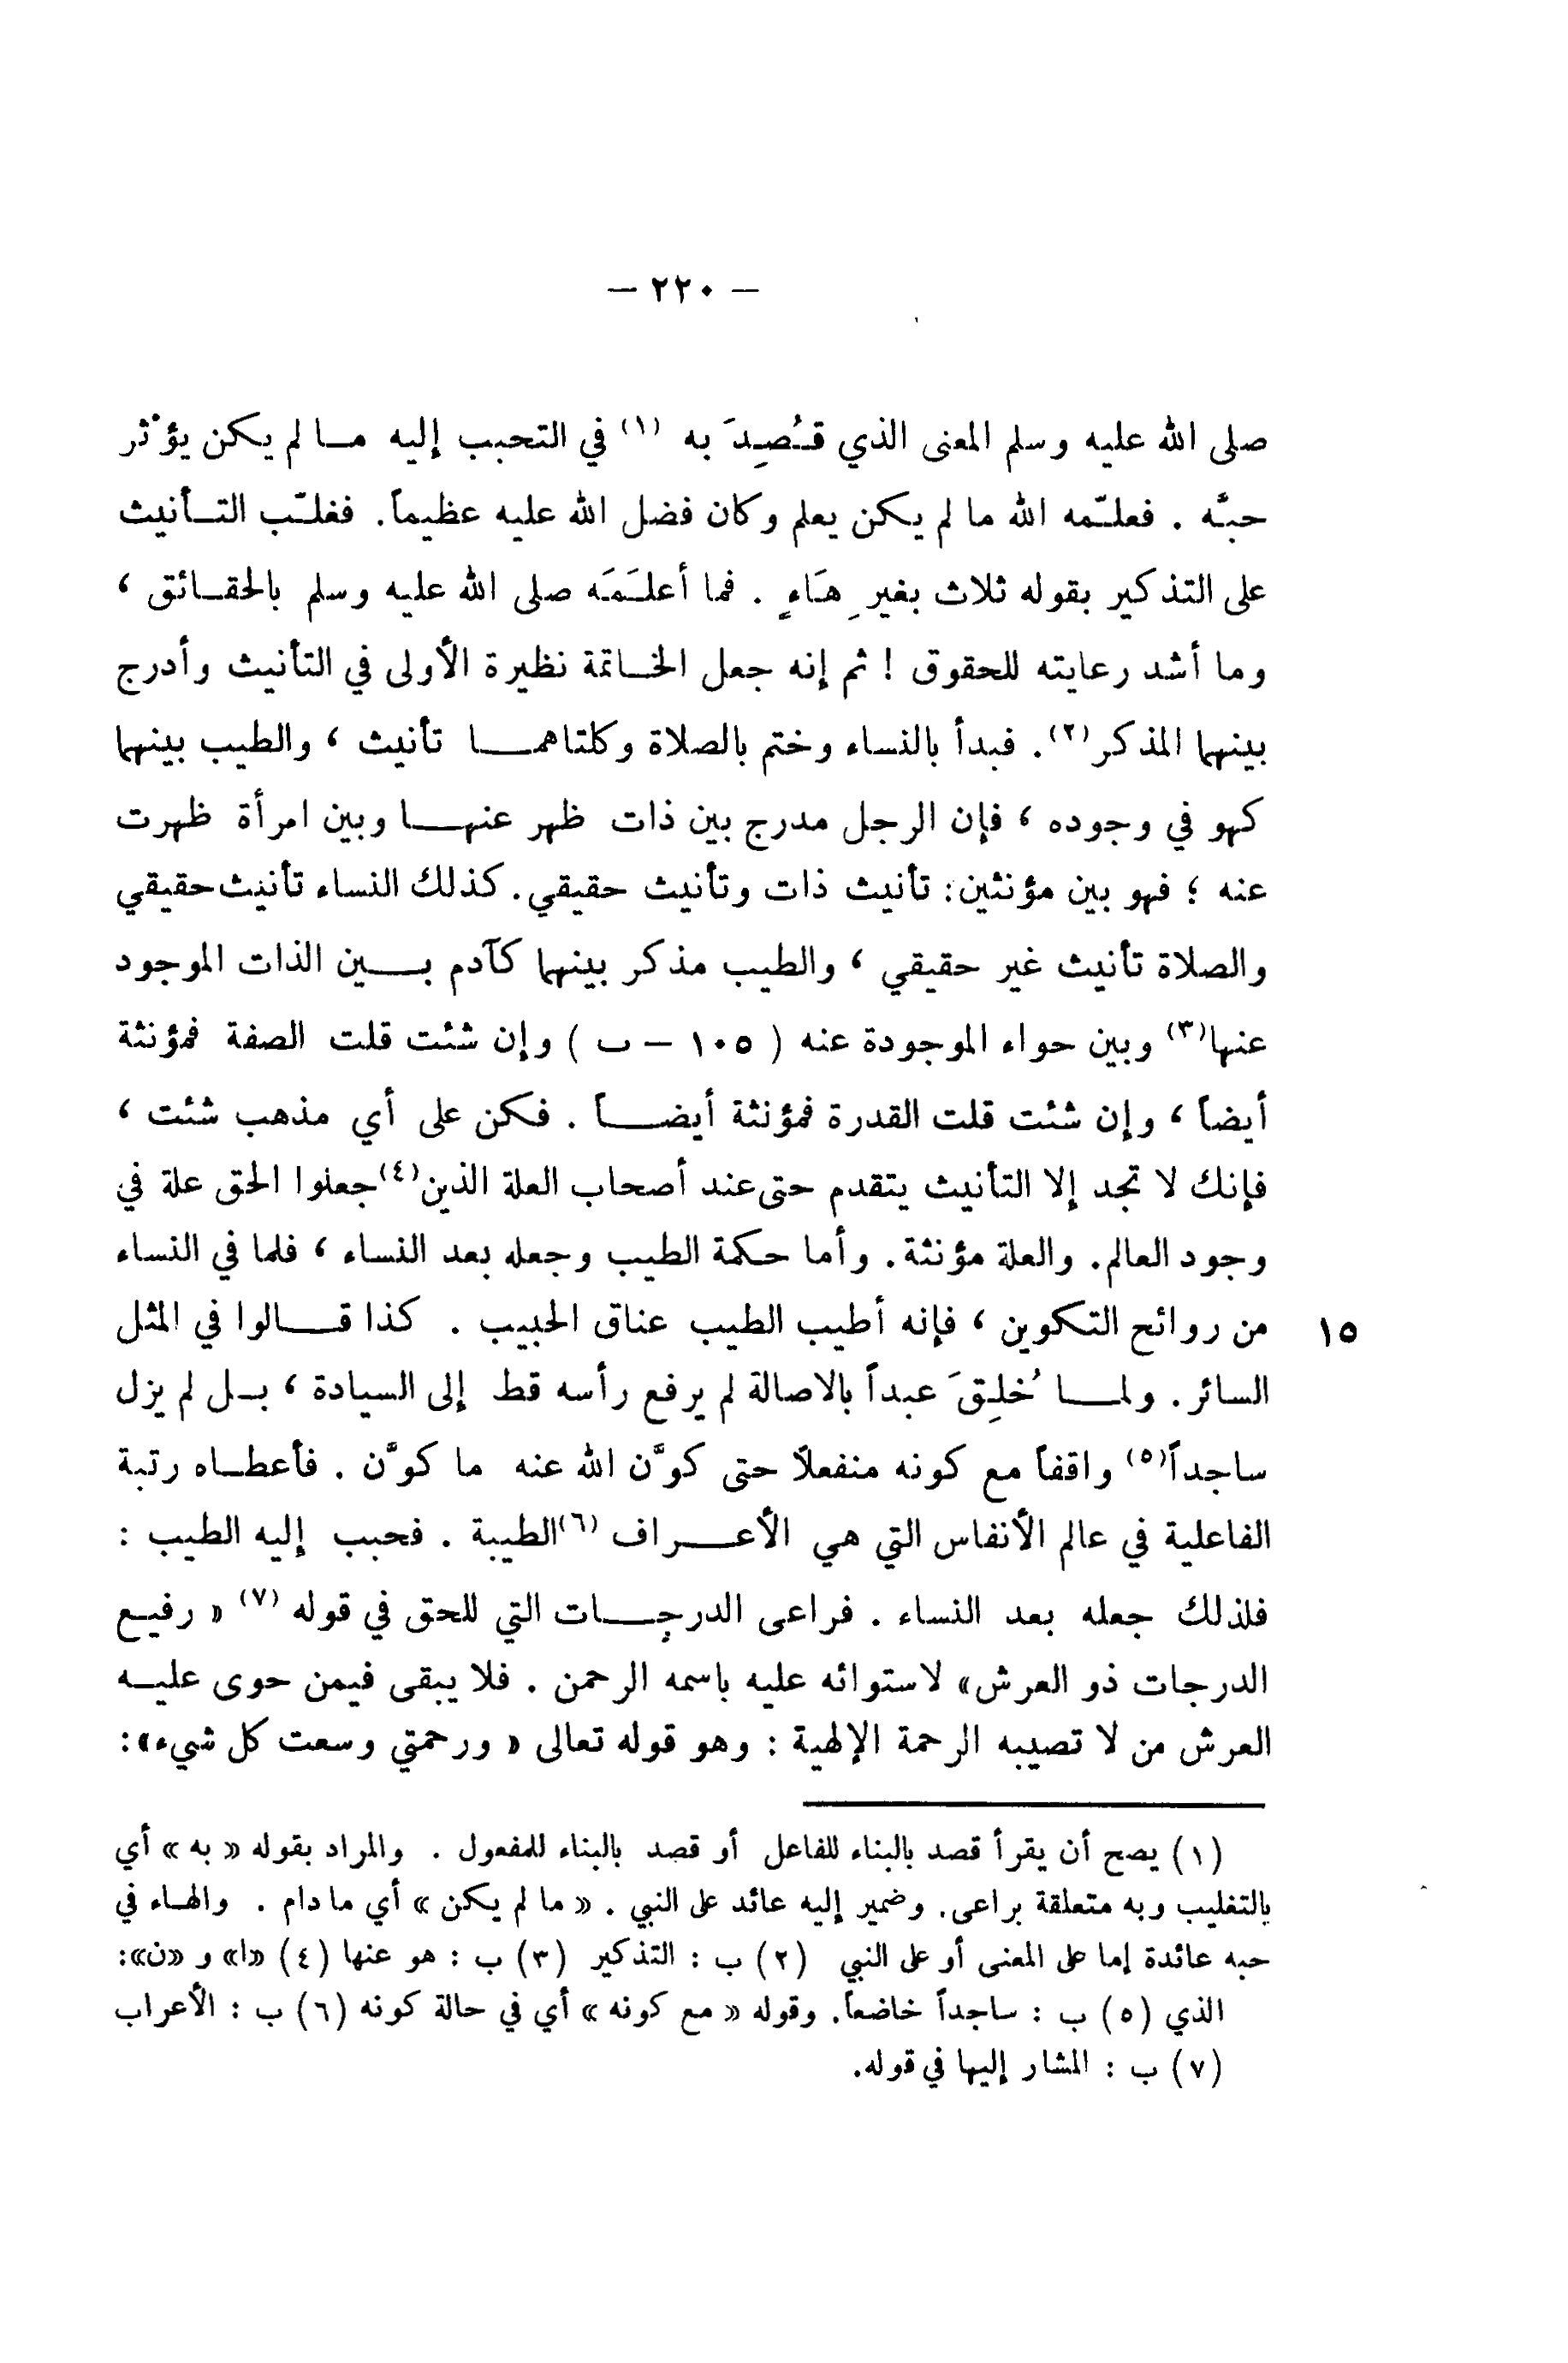 — ٢٢٠ —
صلى الله عليه وسلم المعنى الذي قُصِدَ به (١) في التحبب إليه ما لم يكن يؤْثر
حبَّه . فعلّمه الله ما لم يكن يعلم وكان فضل الله عليه عظيماً. فغلّب التأنيث
على التذكير بقوله ثلاث بغيرِ هَاءٍ . فما أعلَمَه صلى الله عليه وسلم بالحقائق ،
وما أشد رعايته للحقوق ! ثم إنه جعل الخاتمة نظيرة الأولى في التأنيث وأدرج
بينهما المذكر(٢). فبدأ بالنساء وختم بالصلاة وكلتاهما تأنيث ، والطيب بينهما
كهو في وجوده ، فإن الرجل مدرج بين ذات ظهر عنها وبين امرأة ظهرت
عنه ؛ فهو بين مؤنثين: تأنيث ذات وتأنيث حقيقي. كذلك النساء تأنيث حقيقي
والصلاة تأنيث غير حقيقي ، والطيب مذكر بينهما كآدم بين الذات الموجود
عنها(٣) وبين حواء الموجودة عنه ( ١٠٥ — ب ) وإن شئت قلت الصفة فمؤنثة
أيضاً ، وإن شئت قلت القدرة فمؤنثة أيضاً . فكن على أي مذهب شئت ،
فإنك لا تجد إلا التأنيث يتقدم حتى عند أصحاب العلة الذين(٤) جعلوا الحق علة في
وجود العالم. والعلة مؤنثة. وأما حكمة الطيب وجعله بعد النساء ، فلما في النساء
من روائح التكوين ، فإنه أطيب الطيب عناق الحبيب . كذا قالوا في المثل ١٥
السائر. ولما خُلِقَ عبداً بالاصالة لم يرفع رأسه قط إلى السيادة ، بل لم يزل
ساجداً(٥) واقفاً مع كونه منفعلاً حتى كوَّن الله عنه ما كوَّن . فأعطاه رتبة
الفاعلية في عالم الأنفاس التي هي الأعراف (٦)الطيبة . فحبب إليه الطيب :
فلذلك جعله بعد النساء . فراعى الدرجات التي للحق في قوله (٧) « رفيع
الدرجات ذو العرش» لاستوائه عليه باسمه الرحمن . فلا يبقى فيمن حوى عليه
العرش من لا تصيبه الرحمة الإلهية : وهو قوله تعالى « ورحمتي وسعت كل شيء»:
(١) يصح أن يقرأ قصد بالبناء للفاعل أو قصد بالبناء للمفعول . والمراد بقوله « به » أي
بالتغليب وبه متعلقة براعى. وضمير إليه عائد على النبي . « ما لم يكن » أي ما دام . والهاء في
حبه عائدة إما على المعنى أو على النبي (٢) ب : التذكير (٣) ب : هو عنها (٤) «ا» و «ن»:
الذي (٥) ب : ساجداً خاضعاً. وقوله « مع كونه » أي في حالة كونه (٦) ب : الأعراب
(٧) ب : المشار إليها في قوله.